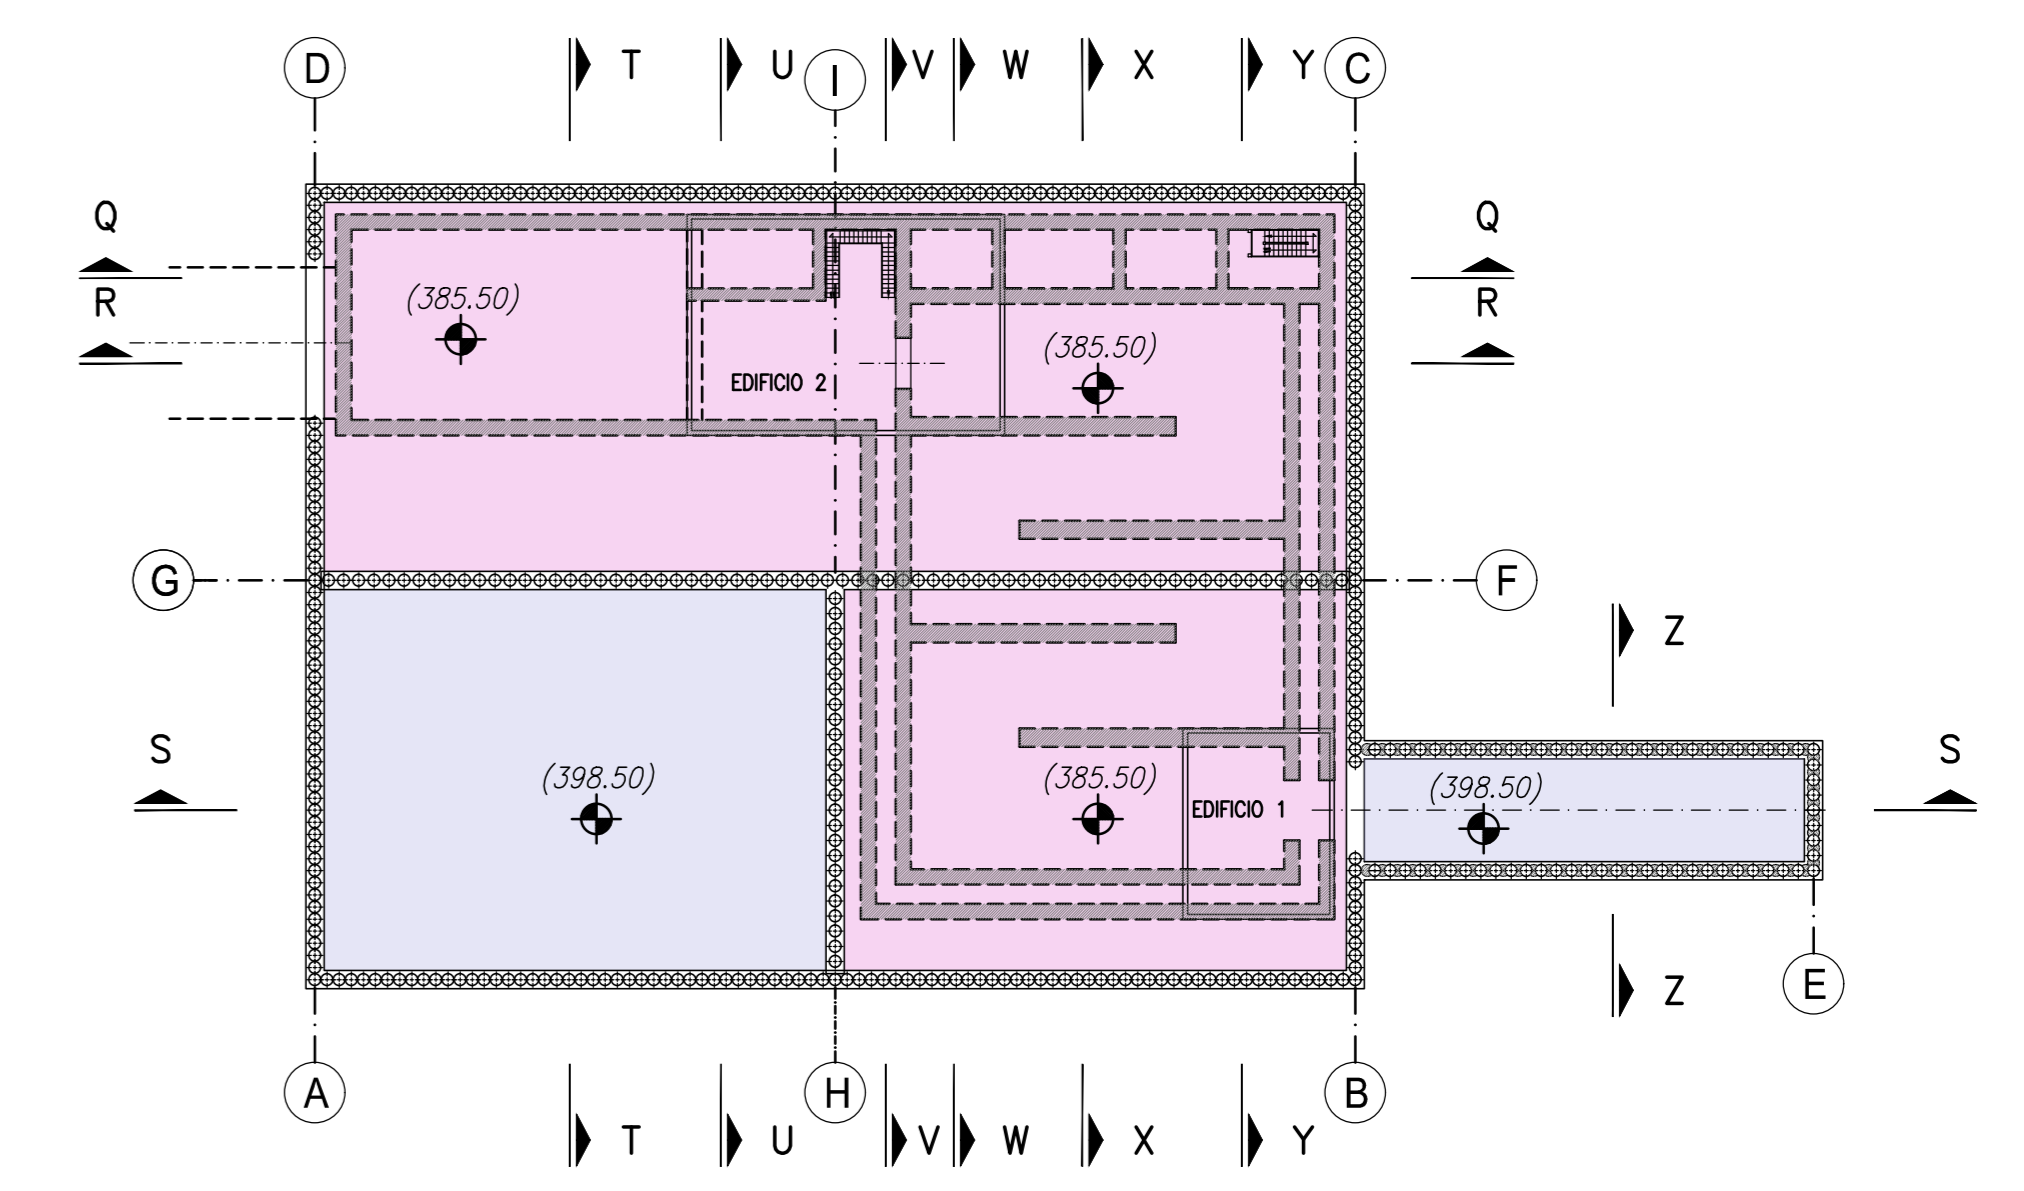 D T U I V W X Y C
Q Q
(385.50)
R R
(385.50)
EDIFICIO 2
G F
Z
S S
(398.50) (385.50) (398.50)
EDIFICIO 1
Z
E
A H B
T U V W X Y